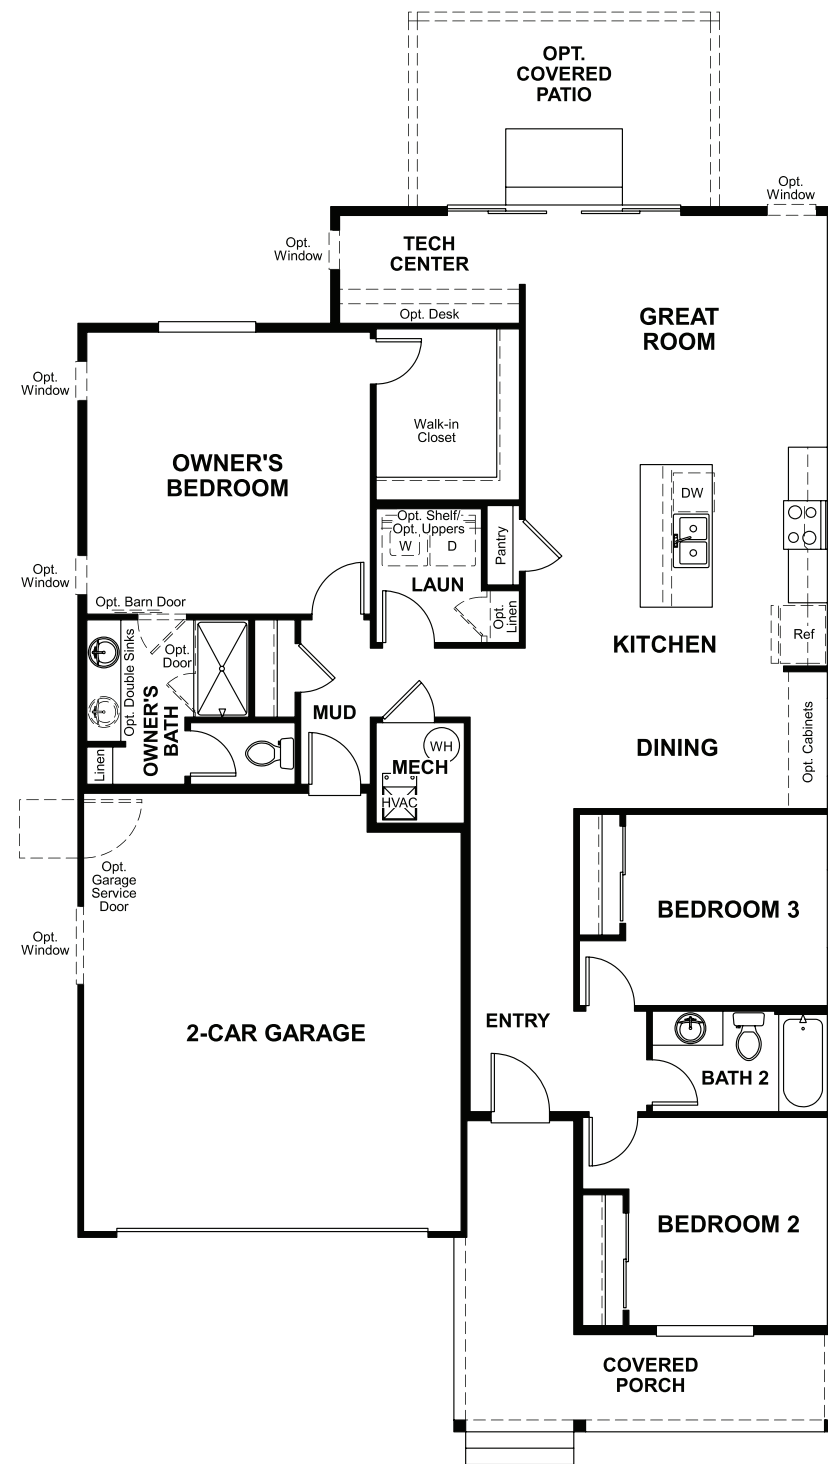 OPT.
COVERED
PATIO
Opt.
Window
Opt.
Window
TECH
CENTER
Opt. Desk
GREAT
ROOM
Opt.
Window
Walk-in
Closet
OWNER'S
BEDROOM
DW
Opt. Shelf/
Opt. Uppers
W
D
Pantry
LAUN
Opt.
Linen
Opt.
Window
Opt. Barn Door
Opt. Double Sinks
Opt.
Door
OWNER'S
BATH
Linen
MUD
KITCHEN
Ref
DINING
Opt. Cabinets
WH
MECH
HVAC
Opt.
Garage
Service
Door
Opt.
Window
BEDROOM 3
2-CAR GARAGE
ENTRY
BATH 2
BEDROOM 2
COVERED
PORCH